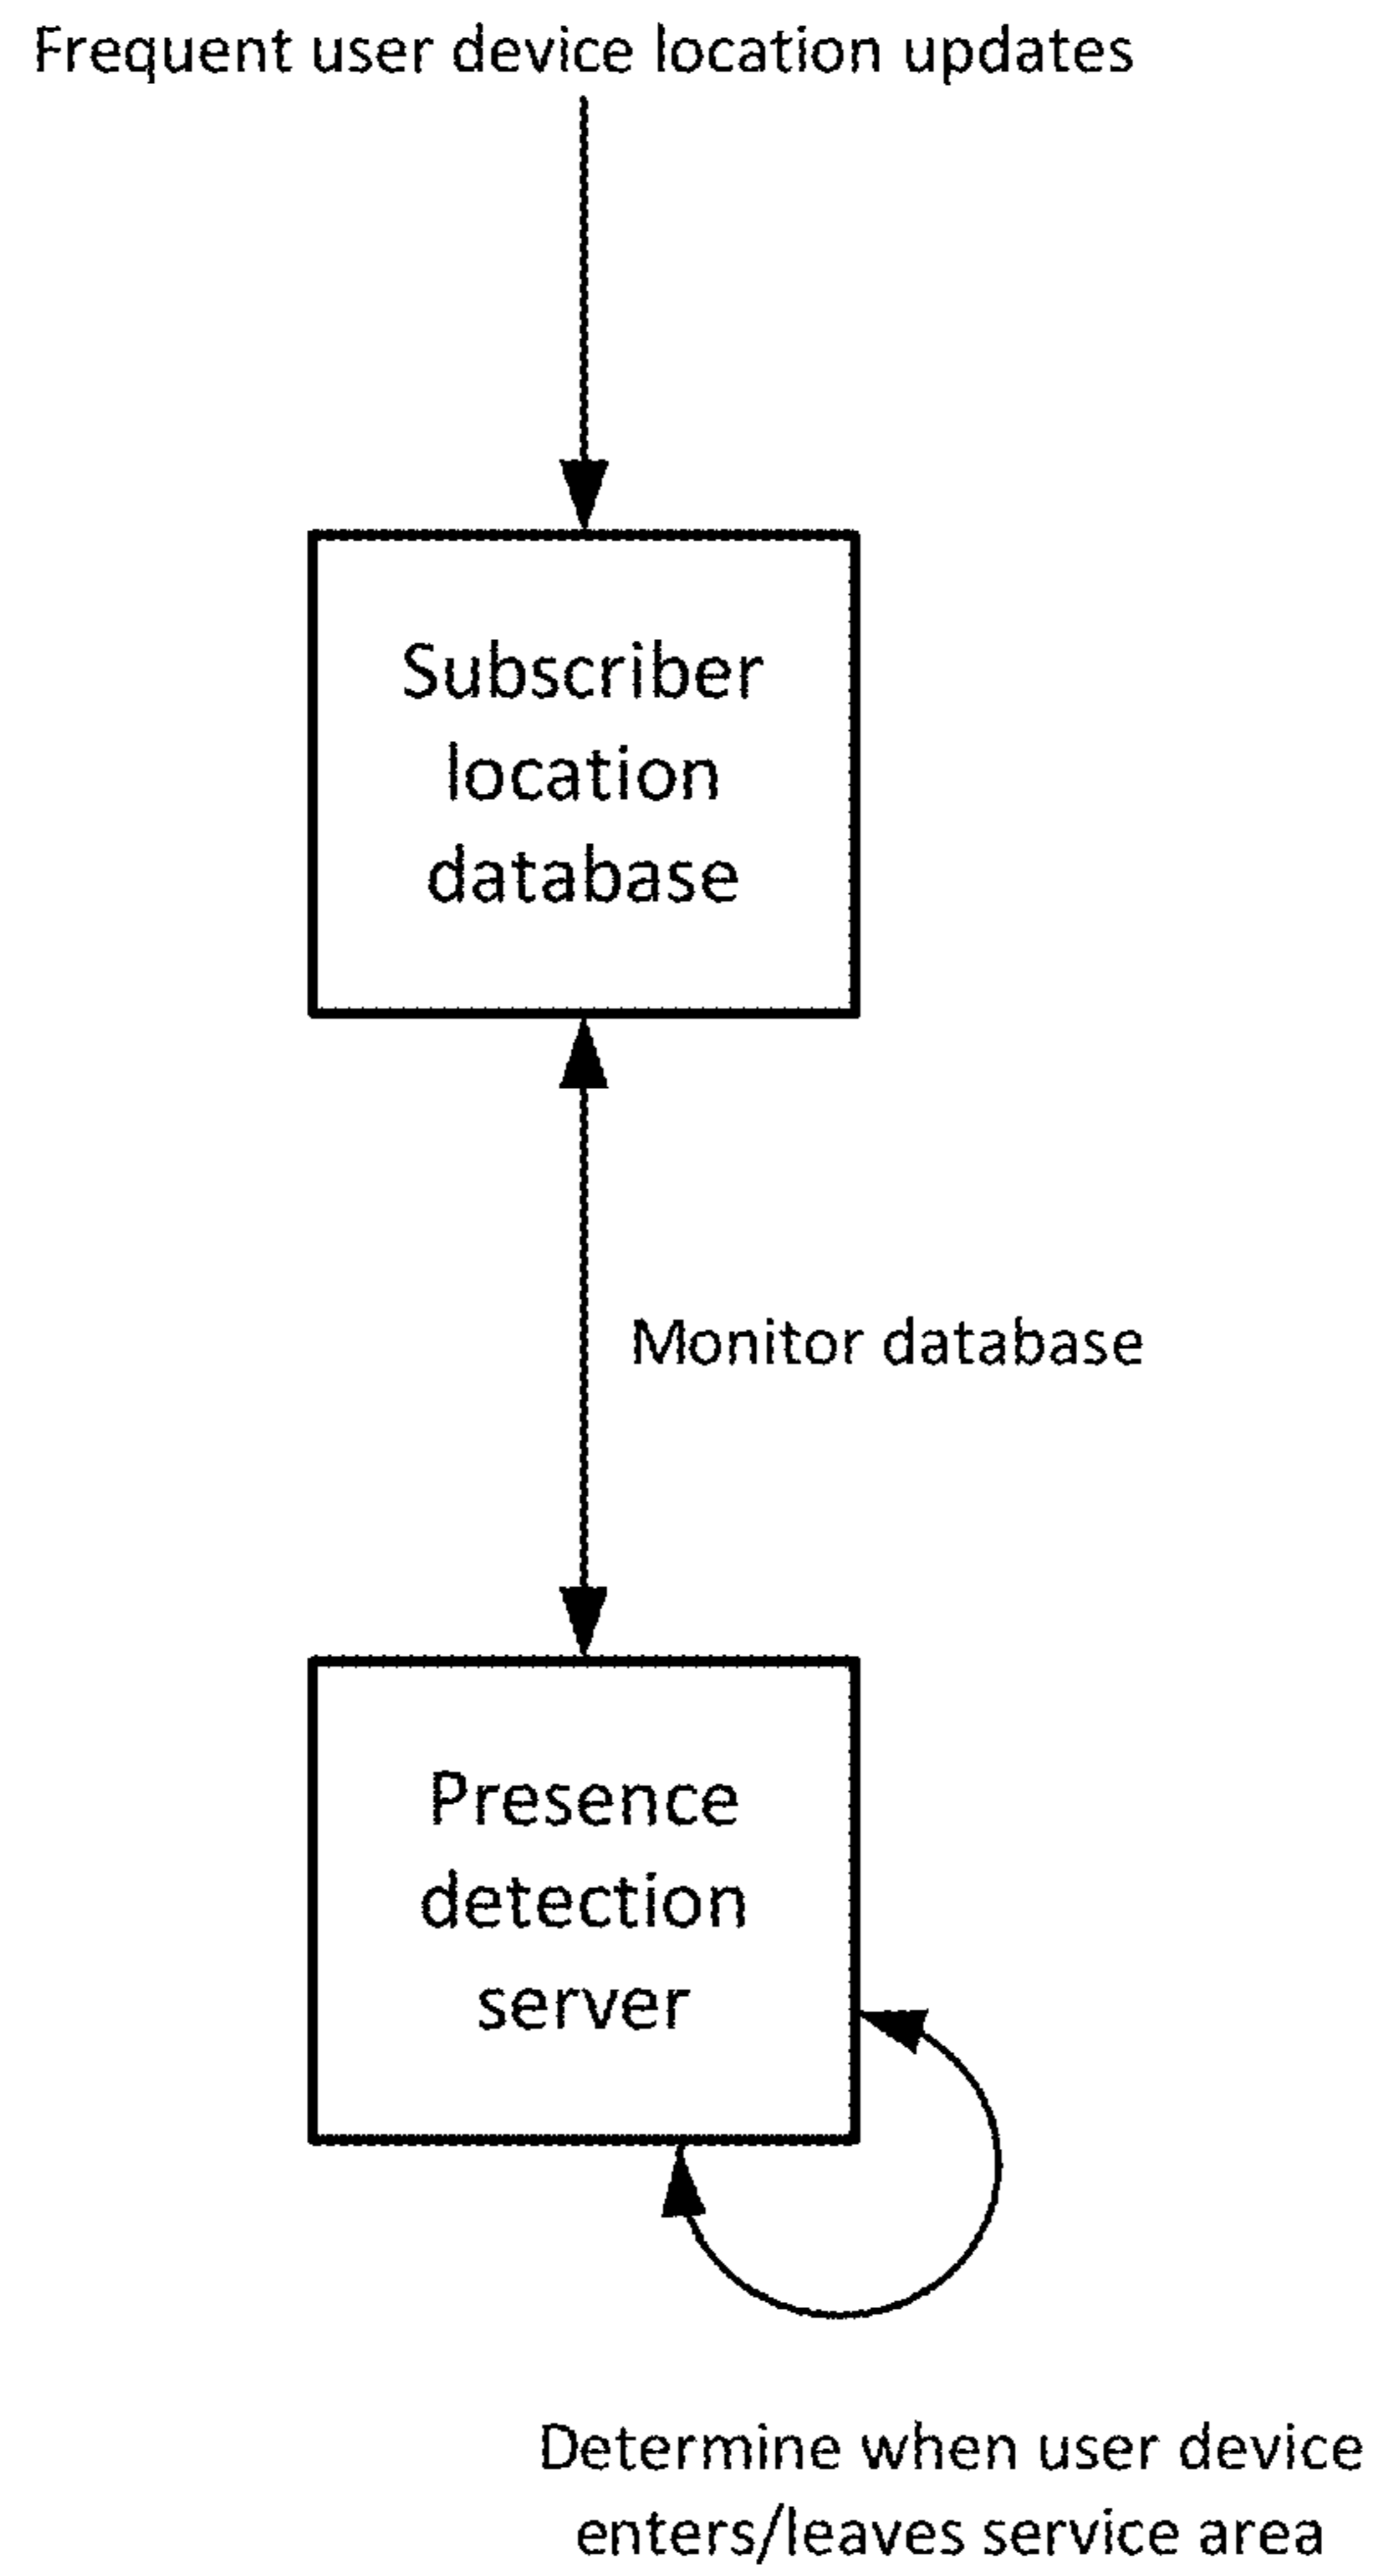 Frequent user device location updates
Subscriber
location
database
Monitor database
Presence
detection
server
Determine when user device
enters/leaves service area